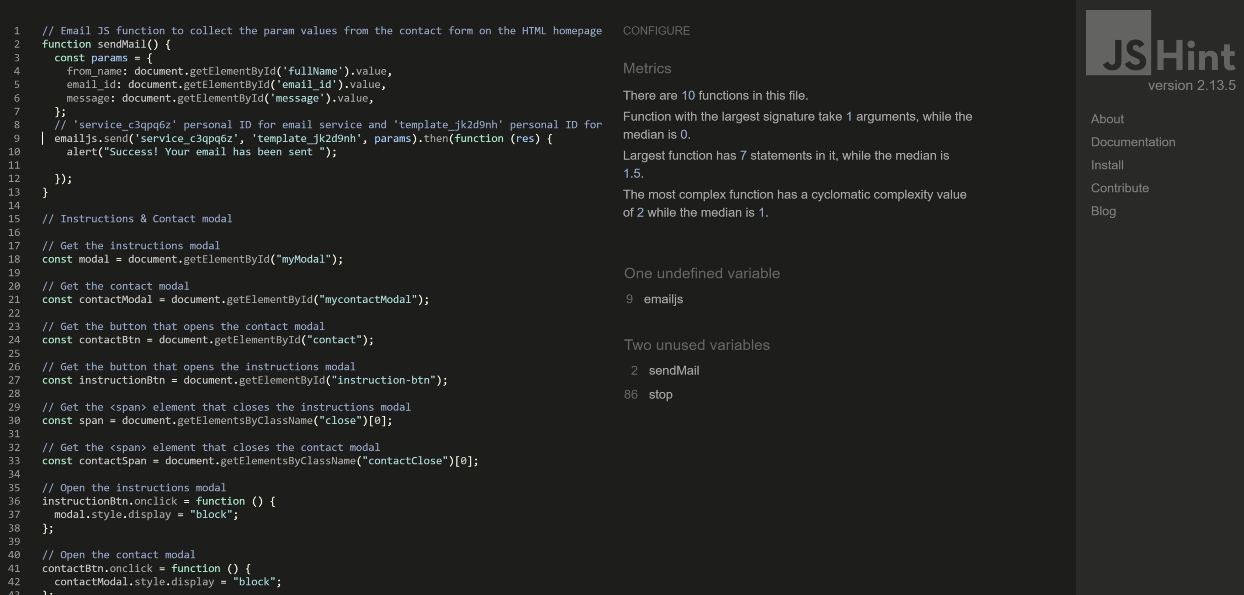 1 // Email JS function to collect the param values from the contact form on the HTML homepage
2 function sendMail() {
3 const params = {
4 from_name: document.getElementById('fullName').value,
5 email_id: document.getElementById('email_id').value,
6 message: document.getElementById('message').value,
7 };
8 // 'service_c3qpq6z' personal ID for email service and 'template_jk2d9nh' personal ID for
9 emailjs.send('service_c3qpq6z', 'template_jk2d9nh', params).then(function (res) {
10 alert("Success! Your email has been sent ");
11
12 });
13 }
14
15 // Instructions & Contact modal
16
17 // Get the instructions modal
18 const modal = document.getElementById("myModal");
19
20 // Get the contact modal
21 const contactModal = document.getElementById("mycontactModal");
22
23 // Get the button that opens the contact modal
24 const contactBtn = document.getElementById("contact");
25
26 // Get the button that opens the instructions modal
27 const instructionBtn = document.getElementById("instruction-btn");
28
29 // Get the <span> element that closes the instructions modal
30 const span = document.getElementsByClassName("close")[0];
31
32 // Get the <span> element that closes the contact modal
33 const contactSpan = document.getElementsByClassName("contactClose")[0];
34
35 // Open the instructions modal
36 instructionBtn.onclick = function () {
37 modal.style.display = "block";
38 };
39
40 // Open the contact modal
41 contactBtn.onclick = function () {
42 contactModal.style.display = "block";
43 };
CONFIGURE
Metrics
There are 10 functions in this file.
Function with the largest signature take 1 arguments, while the
median is 0.
Largest function has 7 statements in it, while the median is
1.5.
The most complex function has a cyclomatic complexity value
of 2 while the median is 1.
One undefined variable
9 emailjs
Two unused variables
2 sendMail
86 stop
JSHint
version 2.13.5
About
Documentation
Install
Contribute
Blog